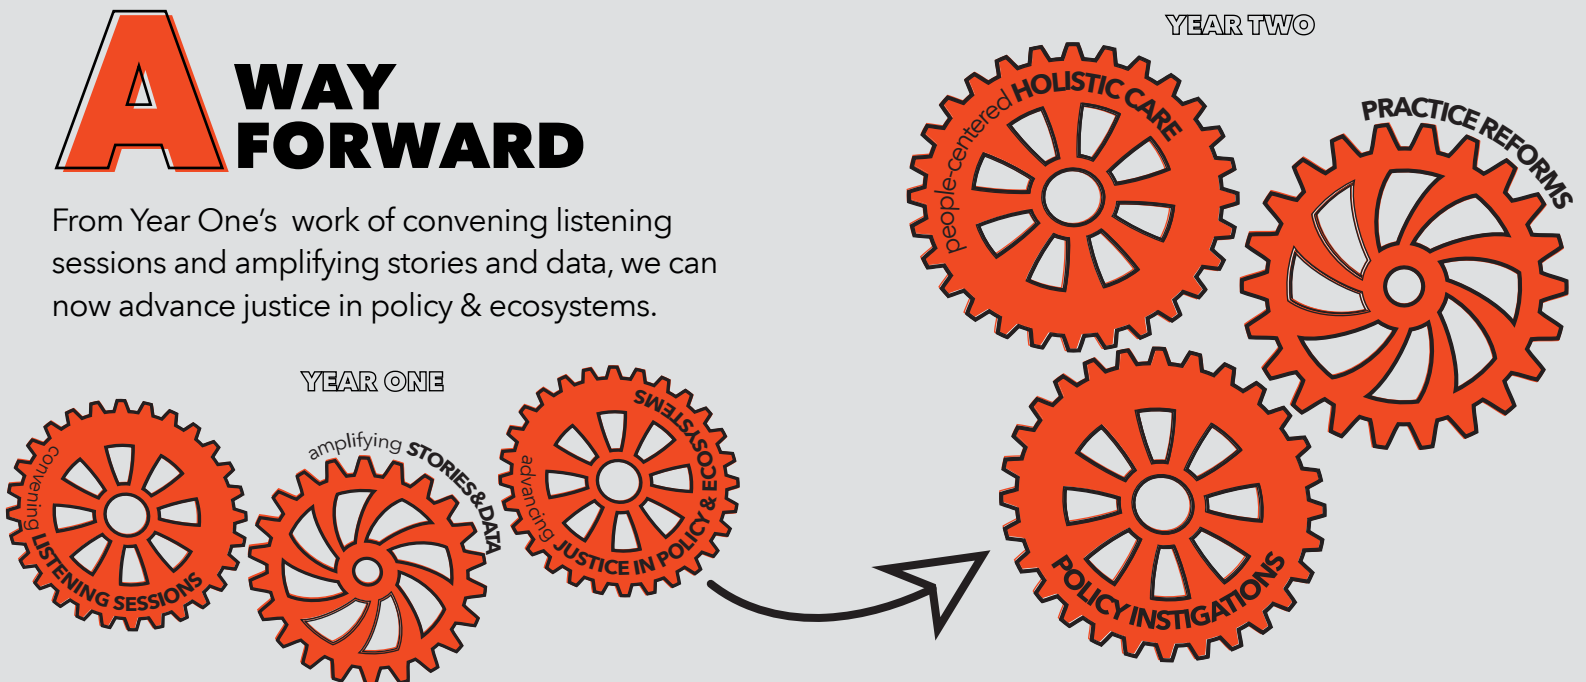 A WAY
FORWARD
From Year One's  work of convening listening
sessions and amplifying stories and data, we can
now advance justice in policy & ecosystems.
YEAR ONE
convening LISTENING SESSIONS
amplifying STORIES & DATA
advancing JUSTICE IN POLICY & ECOSYSTEMS
YEAR TWO
people-centered HOLISTIC CARE
PRACTICE REFORMS
POLICY INSTIGATIONS